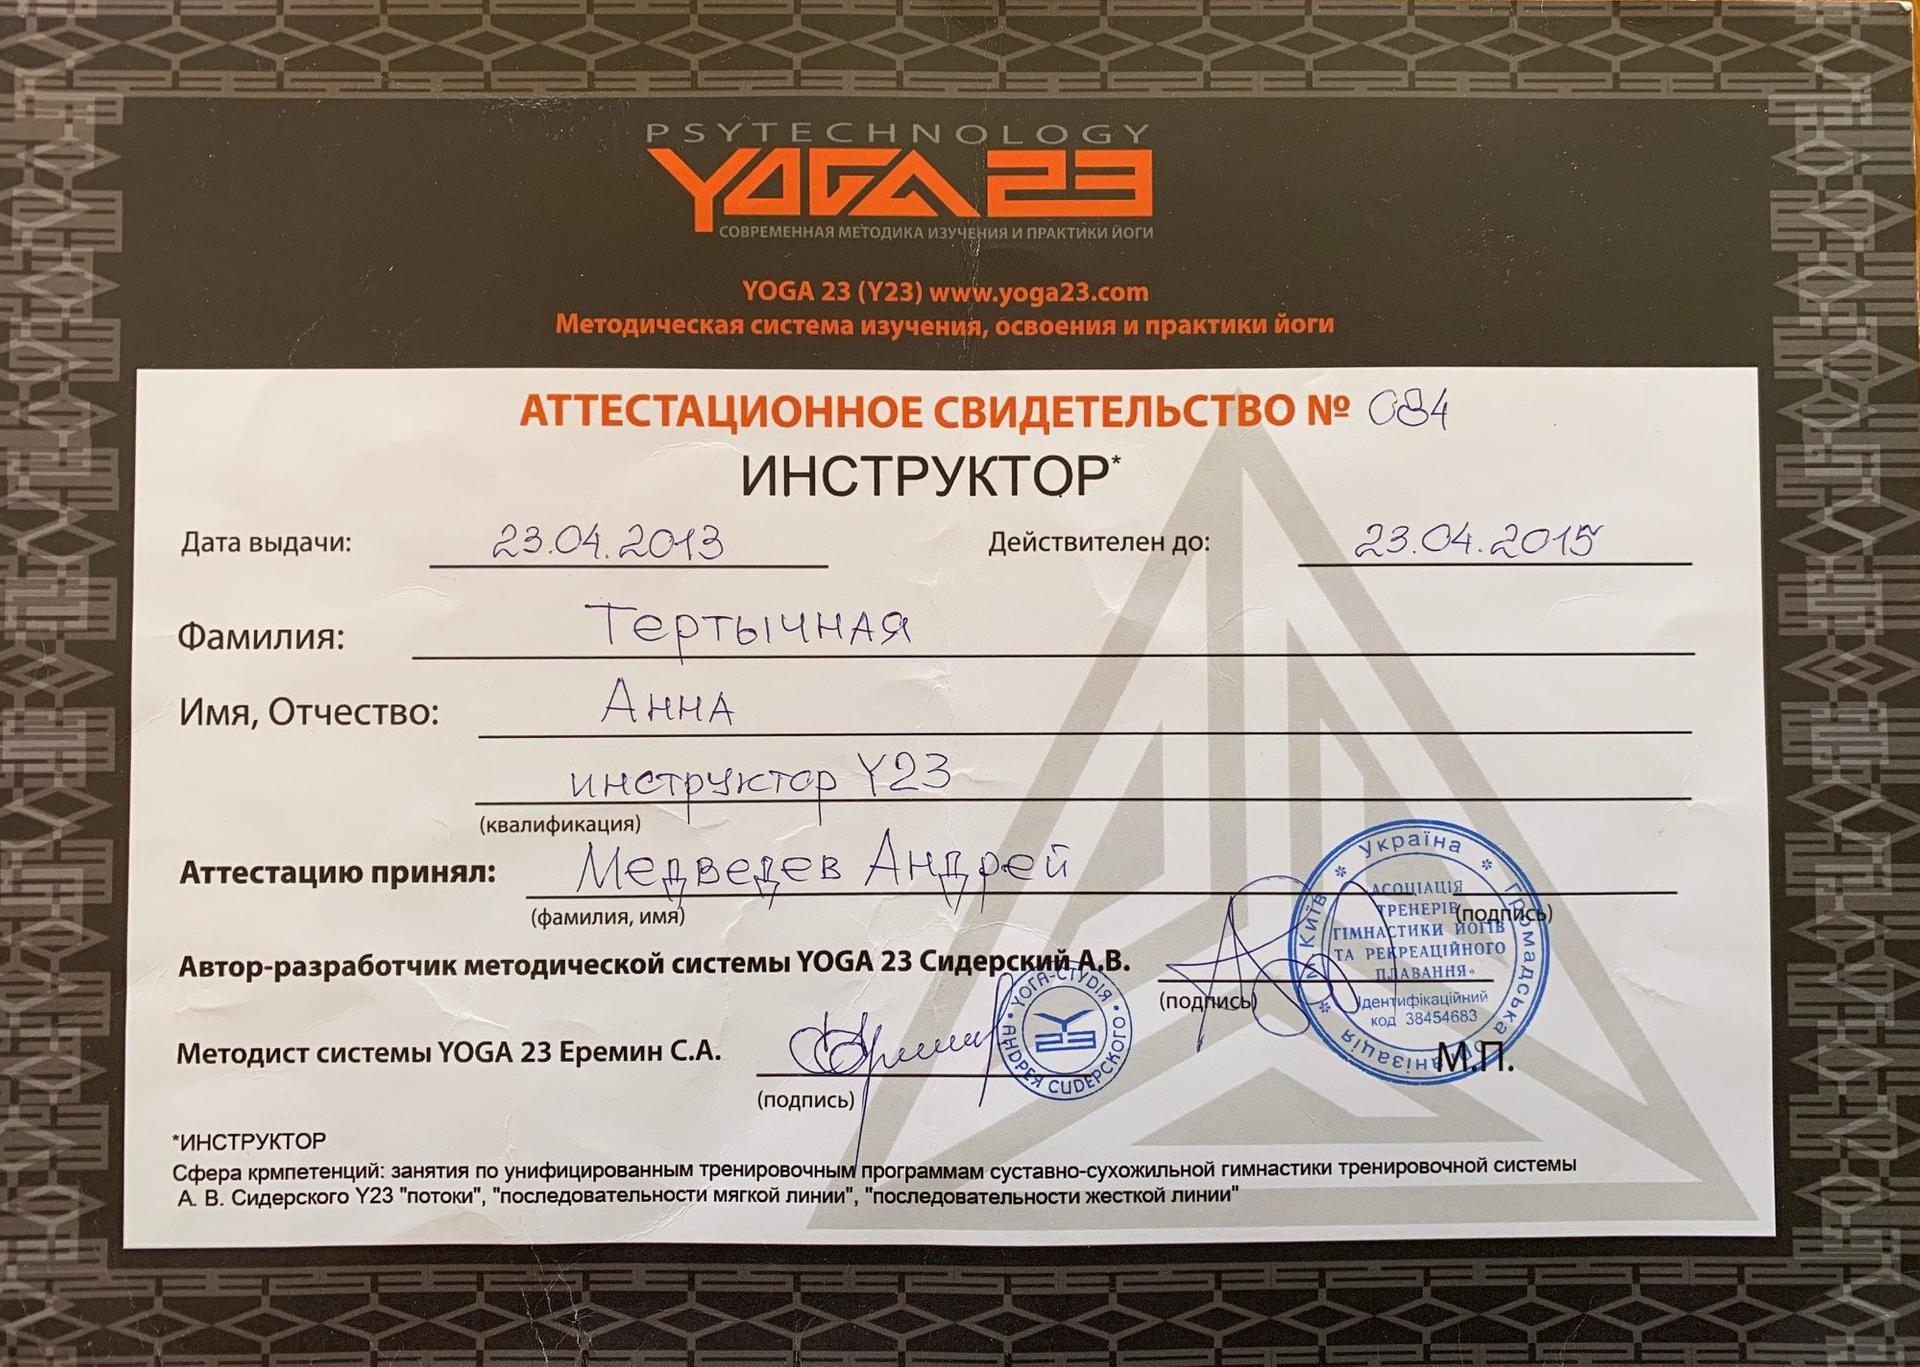 PSYTECHNOLOGY
YOGA 23
СОВРЕМЕННАЯ МЕТОДИКА ИЗУЧЕНИЯ И ПРАКТИКИ ЙОГИ
YOGA 23 (Y23) www.yoga23.com
Методическая система изучения, освоения и практики йоги
АТТЕСТАЦИОННОЕ СВИДЕТЕЛЬСТВО № 084
ИНСТРУКТОР*
Дата выдачи: 23.04.2013 Действителен до: 23.04.2015
Фамилия: Тертычная
Имя, Отчество: Анна
инструктор Y23
(квалификация)
Аттестацию принял: Медведев Андрей
(фамилия, имя) (подпись)
Автор-разработчик методической системы YOGA 23 Сидерский А.В.
(подпись)
Методист системы YOGA 23 Еремин С.А.
(подпись)
YOГА-СТУДІЯ АНДРЕЯ СИДЕРСКОГО
Y23
Україна * Громадська організація * м.Київ *
АСОЦІАЦІЯ
ТРЕНЕРІВ
ГІМНАСТИКИ ЙОГІВ
ТА РЕКРЕАЦІЙНОГО
ПЛАВАННЯ»
Ідентифікаційний
код 38454683
М.П.
*ИНСТРУКТОР
Сфера крмпетенций: занятия по унифицированным тренировочным программам суставно-сухожильной гимнастики тренировочной системы
А. В. Сидерского Y23 "потоки", "последовательности мягкой линии", "последовательности жесткой линии"